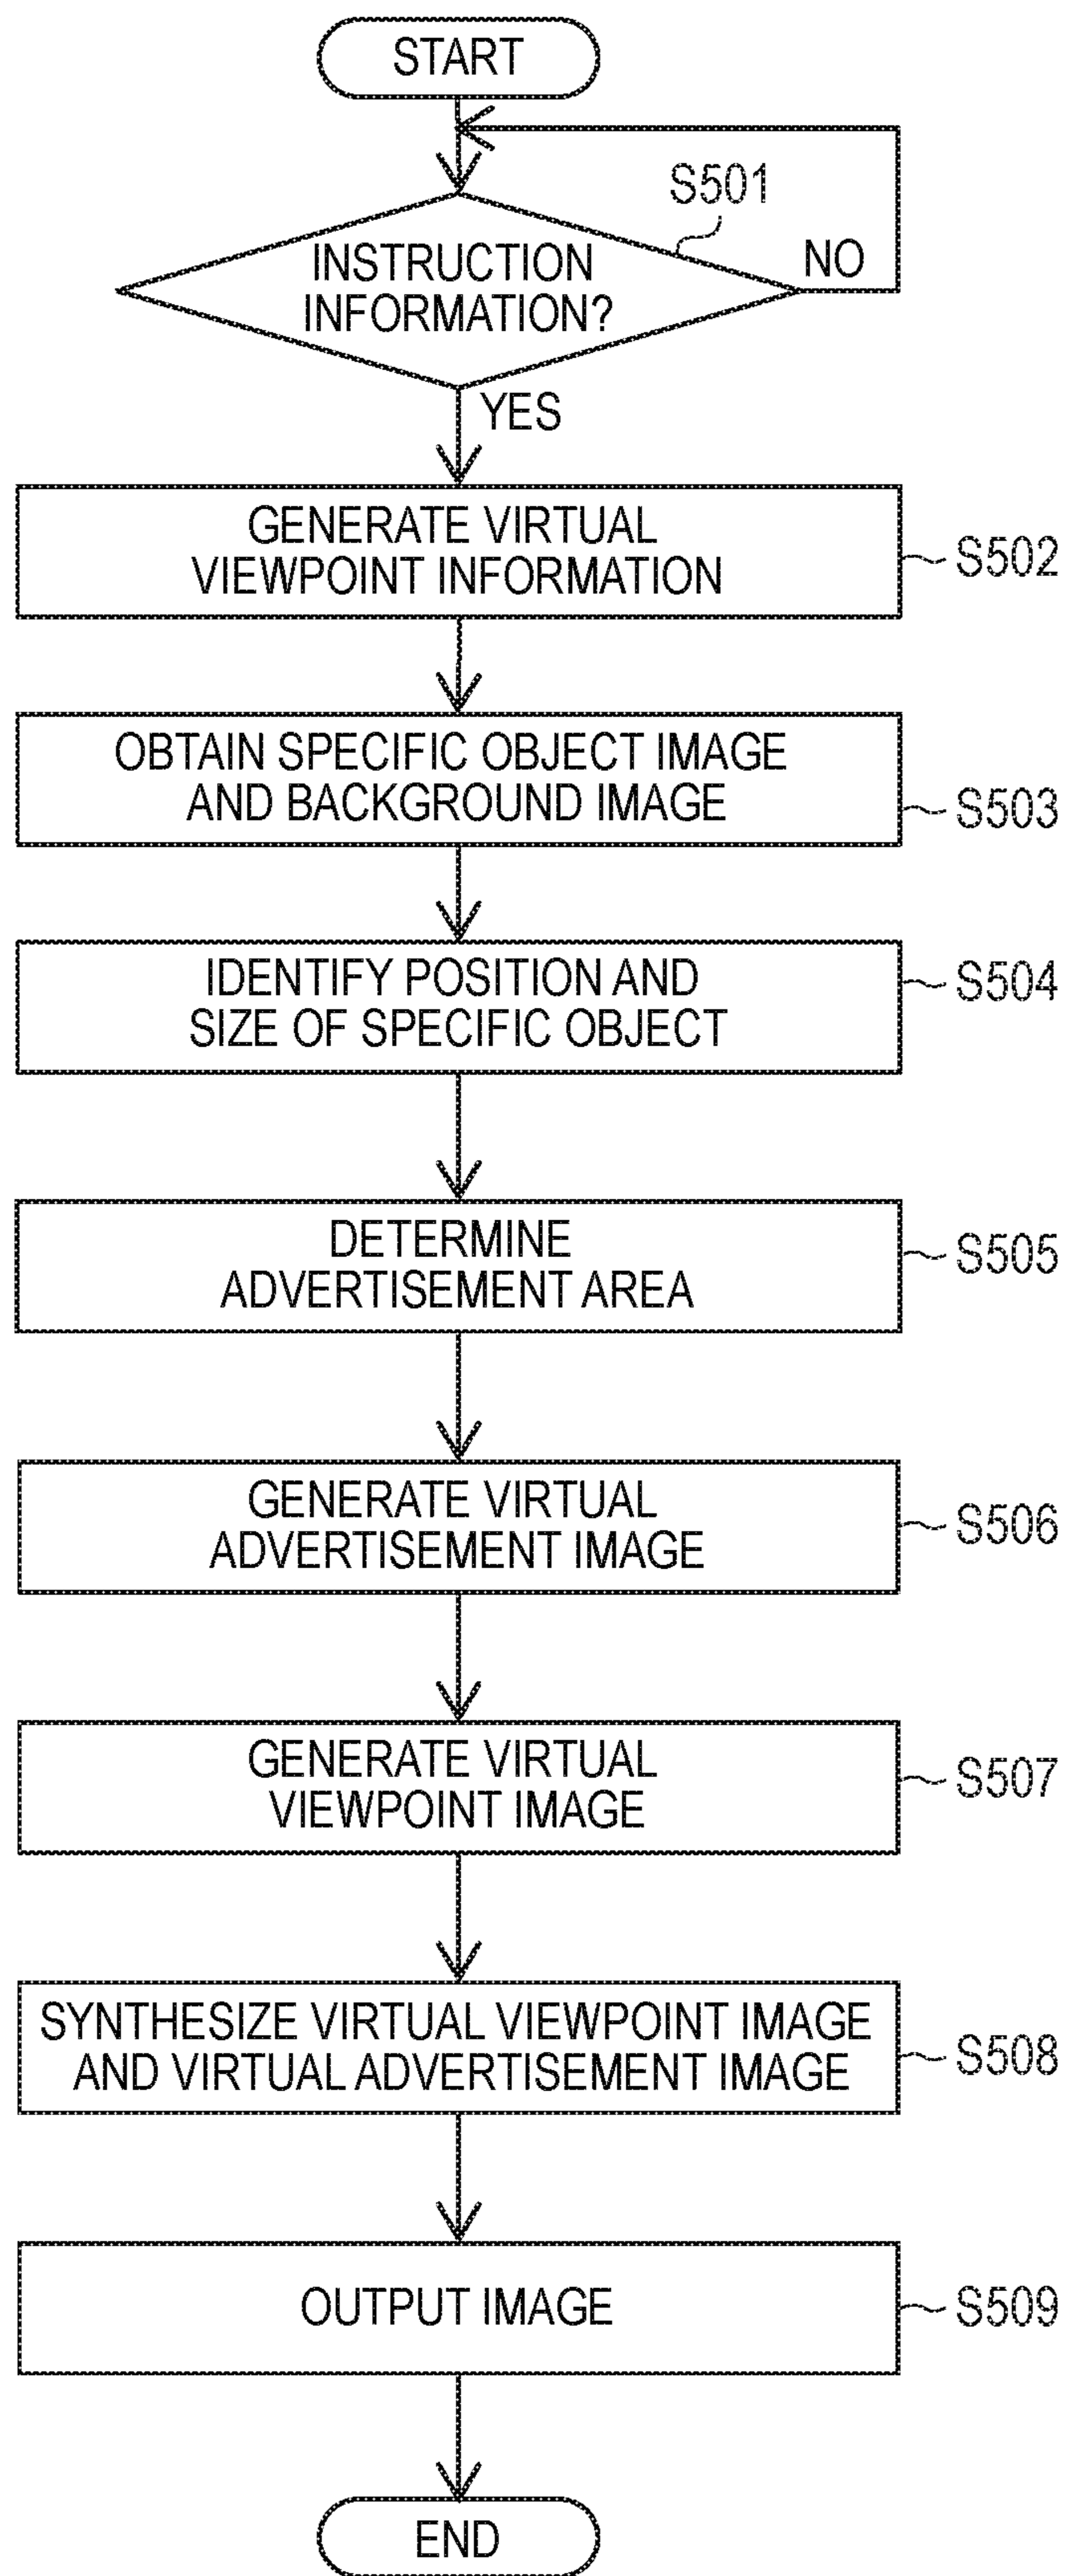 START
S501
INSTRUCTION
INFORMATION?
NO
YES
GENERATE VIRTUAL
VIEWPOINT INFORMATION
S502
OBTAIN SPECIFIC OBJECT IMAGE
AND BACKGROUND IMAGE
S503
IDENTIFY POSITION AND
SIZE OF SPECIFIC OBJECT
S504
DETERMINE
ADVERTISEMENT AREA
S505
GENERATE VIRTUAL
ADVERTISEMENT IMAGE
S506
GENERATE VIRTUAL
VIEWPOINT IMAGE
S507
SYNTHESIZE VIRTUAL VIEWPOINT IMAGE
AND VIRTUAL ADVERTISEMENT IMAGE
S508
OUTPUT IMAGE
S509
END